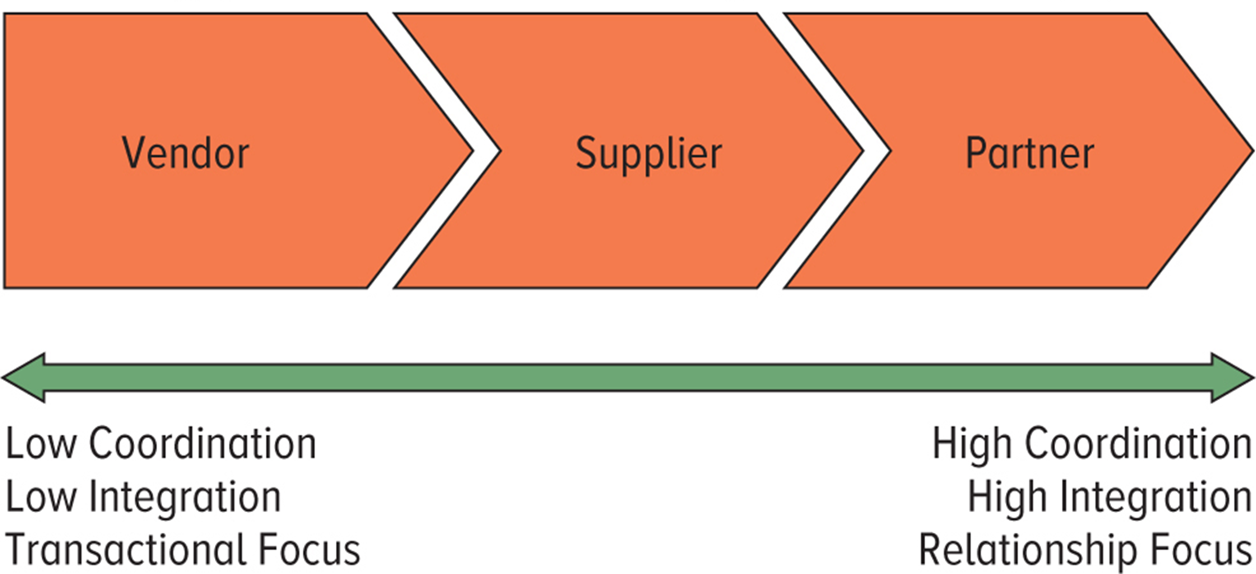 Vendor
Supplier
Partner
Low Coordination
Low Integration
Transactional Focus
High Coordination
High Integration
Relationship Focus